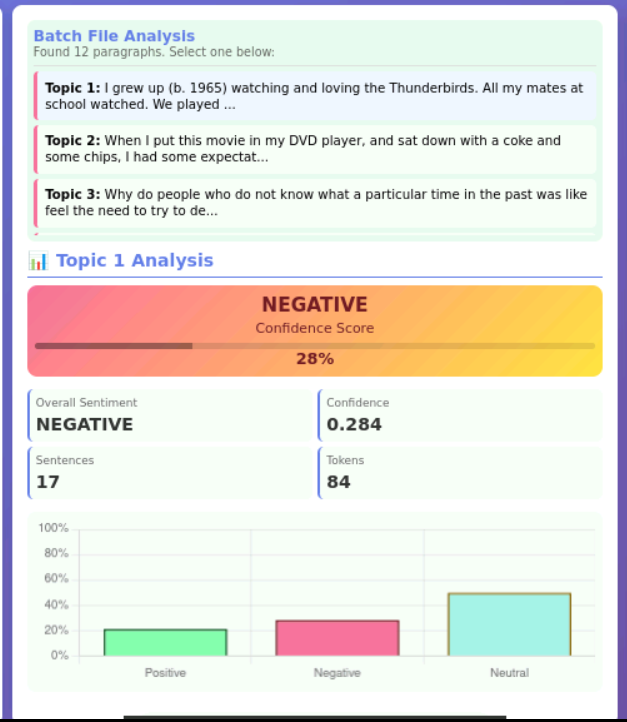 Batch File Analysis
Found 12 paragraphs. Select one below:
Topic 1: I grew up (b. 1965) watching and loving the Thunderbirds. All my mates at
school watched. We played ...
Topic 2: When I put this movie in my DVD player, and sat down with a coke and
some chips, I had some expectat...
Topic 3: Why do people who do not know what a particular time in the past was like
feel the need to try to de...
📊 Topic 1 Analysis
NEGATIVE
Confidence Score
28%
Overall Sentiment
NEGATIVE
Confidence
0.284
Sentences
17
Tokens
84
100%
80%
60%
40%
20%
0%
Positive
Negative
Neutral